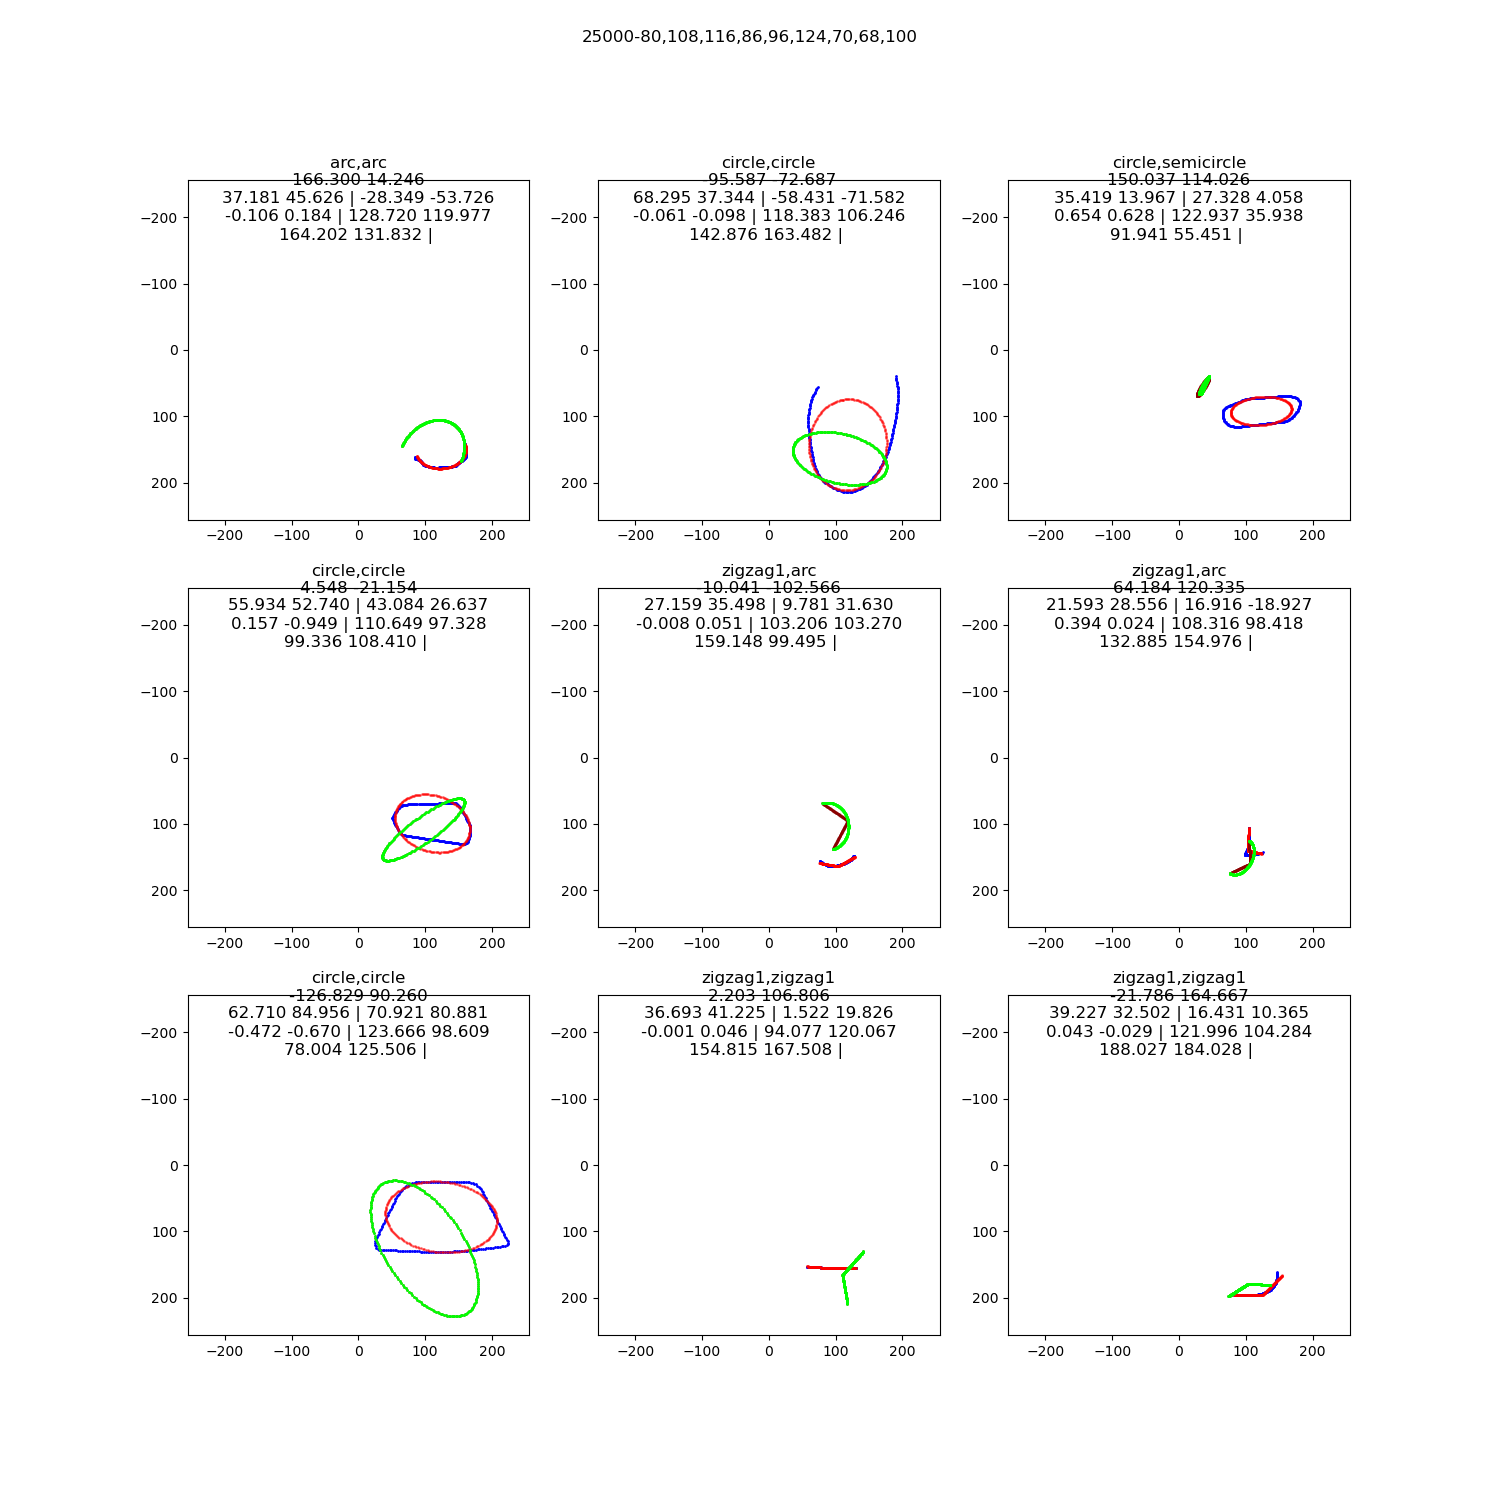 25000-80,108,116,86,96,124,70,68,100
arc,arc
166.300 14.246
37.181 45.626 | -28.349 -53.726
-0.106 0.184 | 128.720 119.977
164.202 131.832 |
−200
−100
0
100
200
−200 −100 0 100 200
circle,circle
-95.587 -72.687
68.295 37.344 | -58.431 -71.582
-0.061 -0.098 | 118.383 106.246
142.876 163.482 |
−200
−100
0
100
200
−200 −100 0 100 200
circle,semicircle
150.037 114.026
35.419 13.967 | 27.328 4.058
0.654 0.628 | 122.937 35.938
91.941 55.451 |
−200
−100
0
100
200
−200 −100 0 100 200
circle,circle
4.548 -21.154
55.934 52.740 | 43.084 26.637
0.157 -0.949 | 110.649 97.328
99.336 108.410 |
−200
−100
0
100
200
−200 −100 0 100 200
zigzag1,arc
-10.041 -102.566
27.159 35.498 | 9.781 31.630
-0.008 0.051 | 103.206 103.270
159.148 99.495 |
−200
−100
0
100
200
−200 −100 0 100 200
zigzag1,arc
64.184 120.335
21.593 28.556 | 16.916 -18.927
0.394 0.024 | 108.316 98.418
132.885 154.976 |
−200
−100
0
100
200
−200 −100 0 100 200
circle,circle
-126.829 90.260
62.710 84.956 | 70.921 80.881
-0.472 -0.670 | 123.666 98.609
78.004 125.506 |
−200
−100
0
100
200
−200 −100 0 100 200
zigzag1,zigzag1
2.203 106.806
36.693 41.225 | 1.522 19.826
-0.001 0.046 | 94.077 120.067
154.815 167.508 |
−200
−100
0
100
200
−200 −100 0 100 200
zigzag1,zigzag1
-21.786 164.667
39.227 32.502 | 16.431 10.365
0.043 -0.029 | 121.996 104.284
188.027 184.028 |
−200
−100
0
100
200
−200 −100 0 100 200